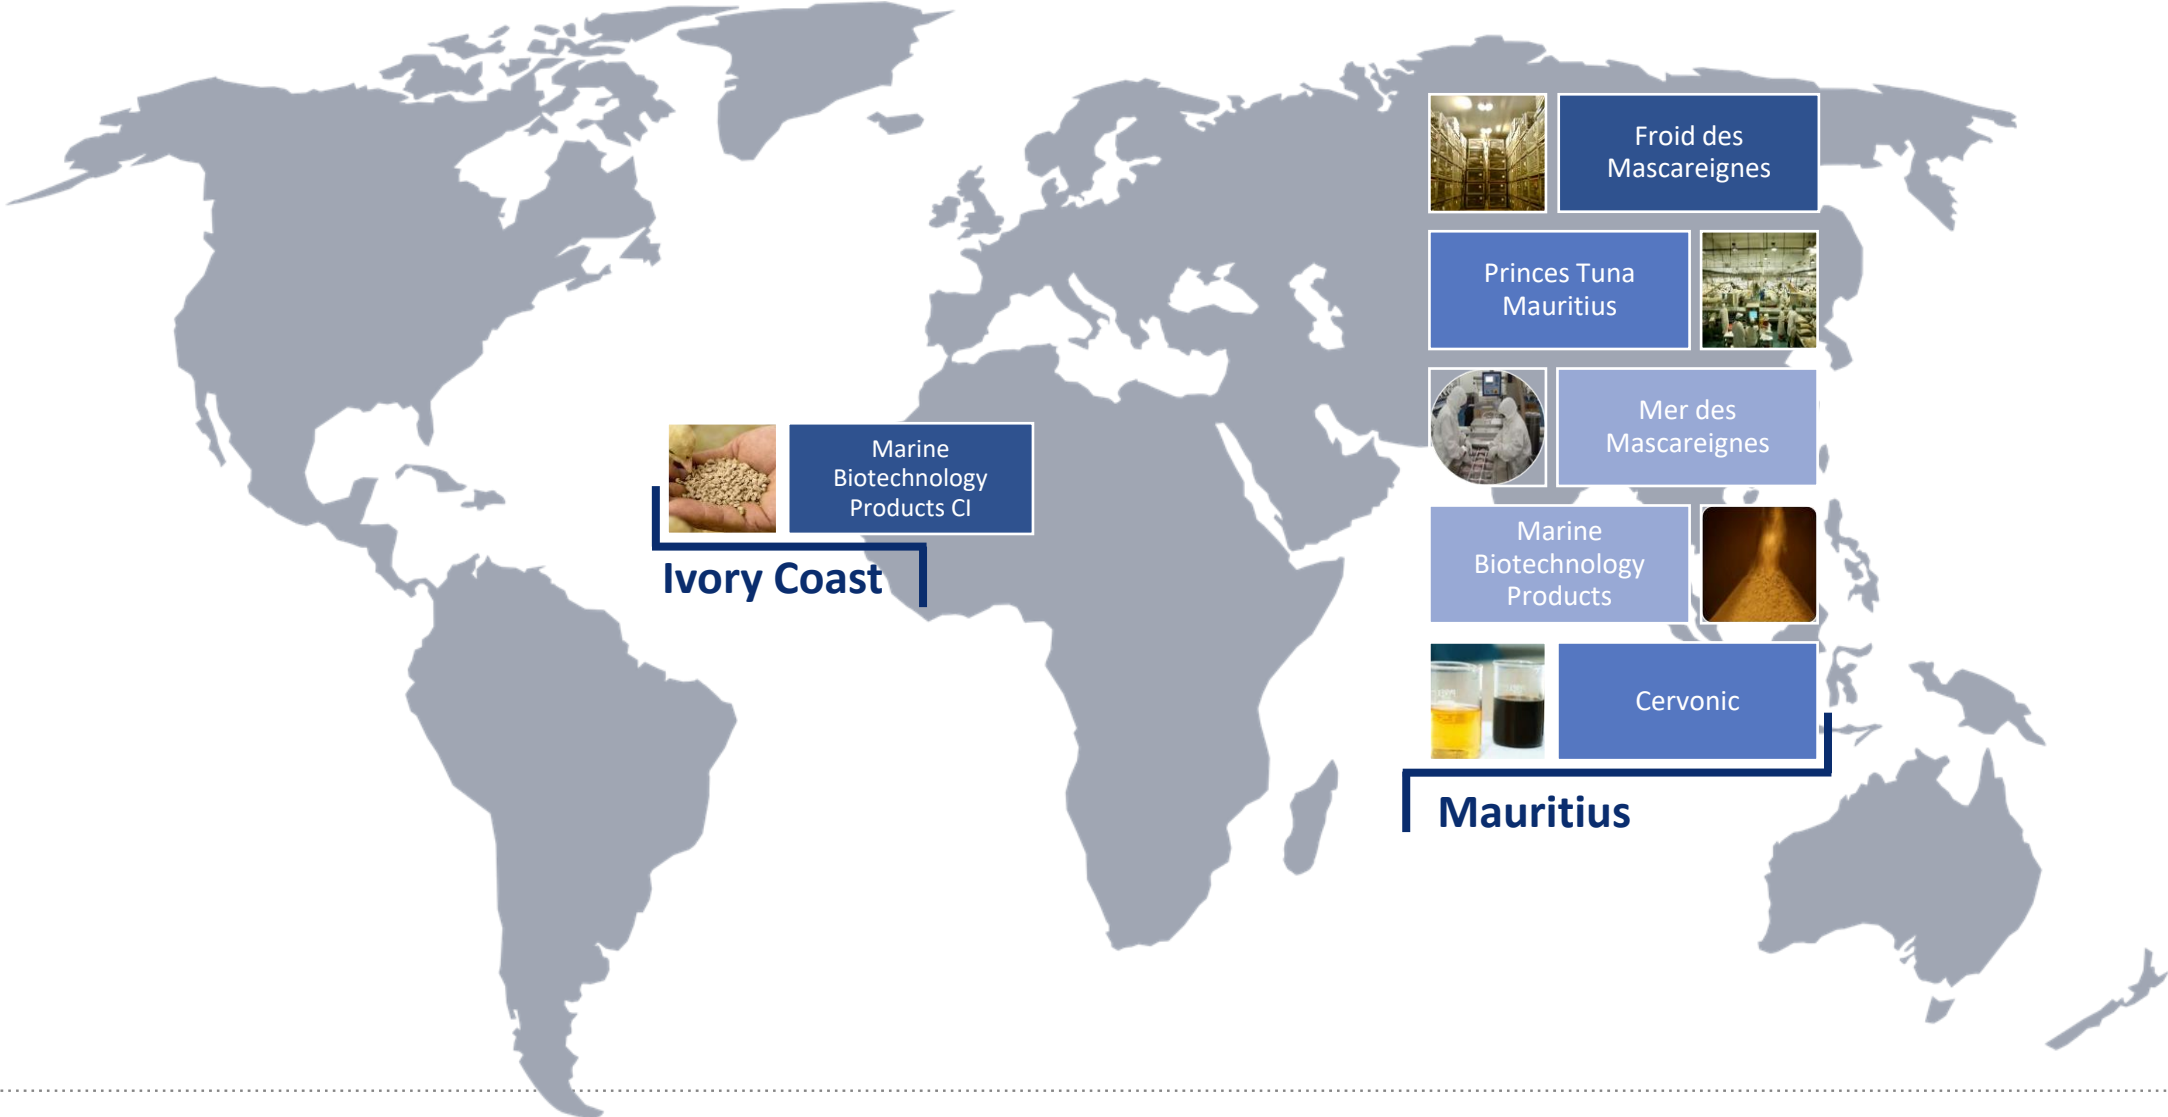 Froid des
Mascareignes
Princes Tuna
Mauritius
Mer des
Mascareignes
Marine
Biotechnology
Products CI
Ivory Coast
Marine
Biotechnology
Products
Cervonic
Mauritius